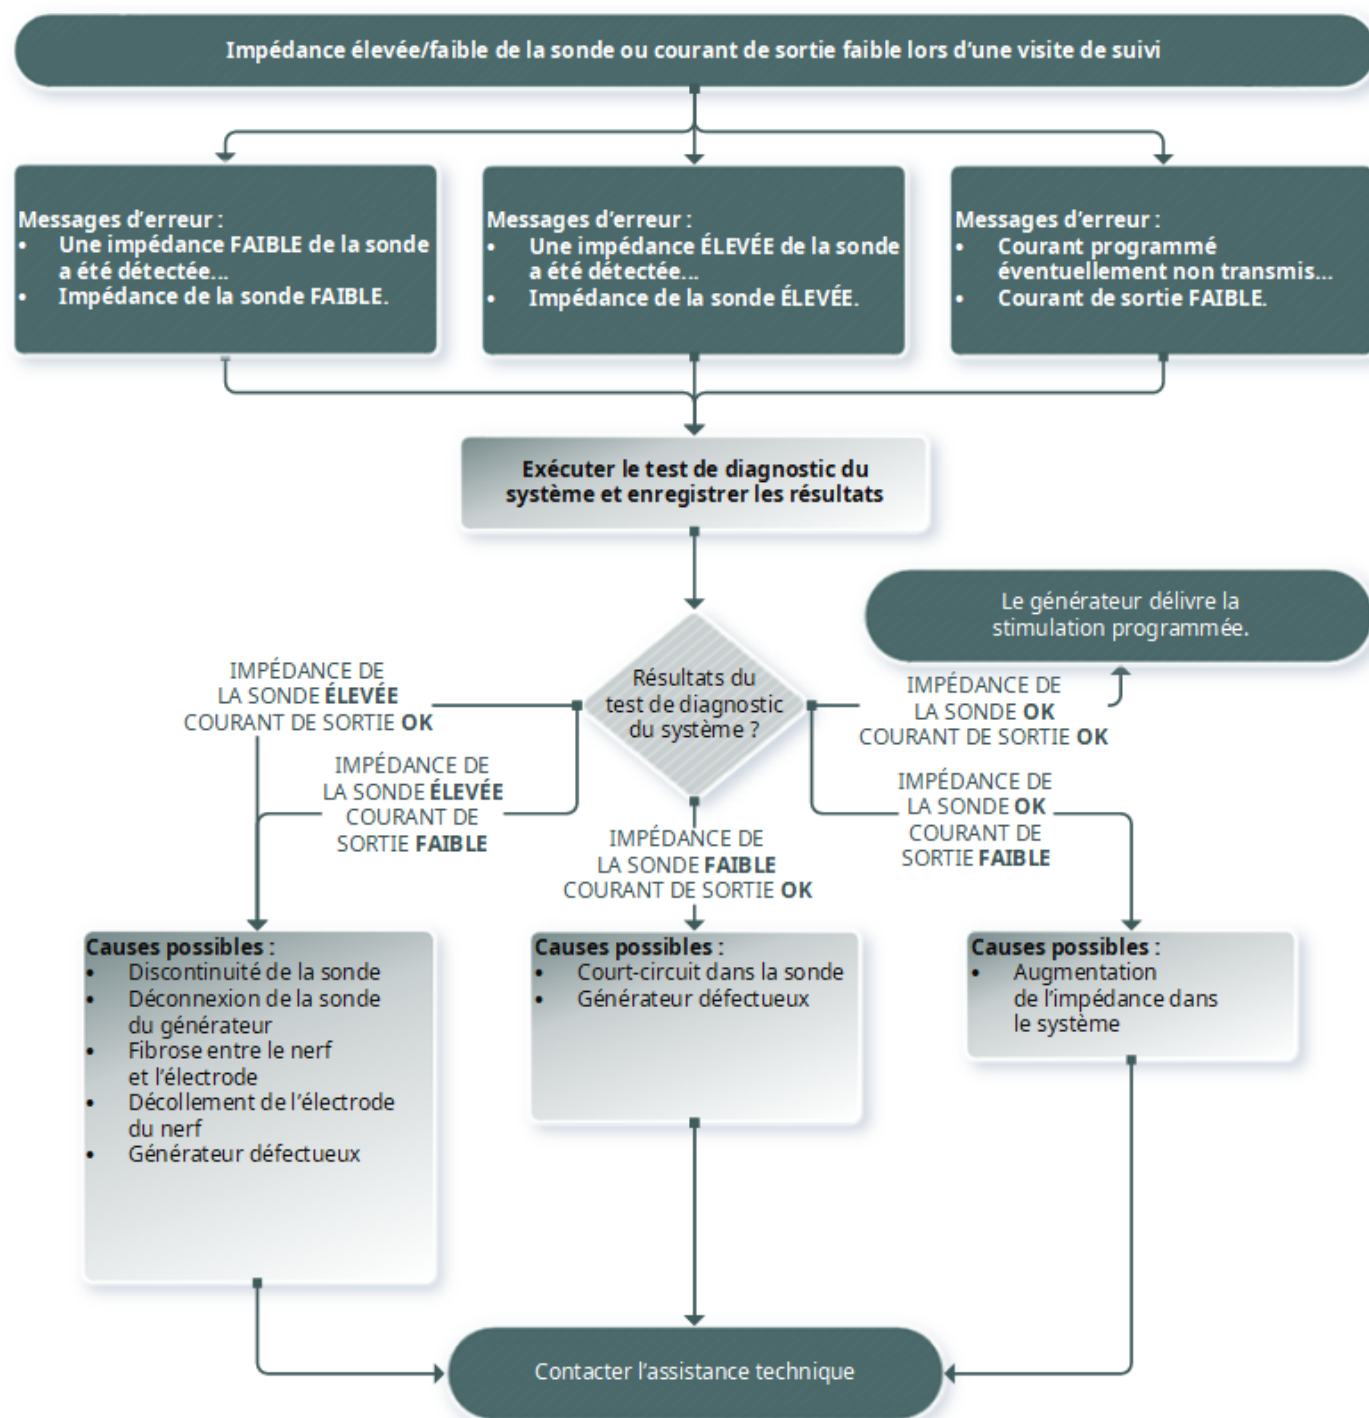 Impédance élevée/faible de la sonde ou courant de sortie faible lors d’une visite de suivi
Messages d’erreur :
• Une impédance FAIBLE de la sonde
a été détectée...
• Impédance de la sonde FAIBLE.
Messages d’erreur :
• Une impédance ÉLEVÉE de la sonde
a été détectée...
• Impédance de la sonde ÉLEVÉE.
Messages d’erreur :
• Courant programmé
éventuellement non transmis...
• Courant de sortie FAIBLE.
Exécuter le test de diagnostic du
système et enregistrer les résultats
Le générateur délivre la
stimulation programmée.
Résultats du
test de diagnostic
du système ?
IMPÉDANCE DE
LA SONDE ÉLEVÉE
COURANT DE SORTIE OK
IMPÉDANCE DE
LA SONDE OK
COURANT DE SORTIE OK
IMPÉDANCE DE
LA SONDE ÉLEVÉE
COURANT DE
SORTIE FAIBLE
IMPÉDANCE DE
LA SONDE FAIBLE
COURANT DE SORTIE OK
IMPÉDANCE DE
LA SONDE OK
COURANT DE
SORTIE FAIBLE
Causes possibles :
• Discontinuité de la sonde
• Déconnexion de la sonde
du générateur
• Fibrose entre le nerf
et l’électrode
• Décollement de l’électrode
du nerf
• Générateur défectueux
Causes possibles :
• Court-circuit dans la sonde
• Générateur défectueux
Causes possibles :
• Augmentation
de l’impédance dans
le système
Contacter l’assistance technique